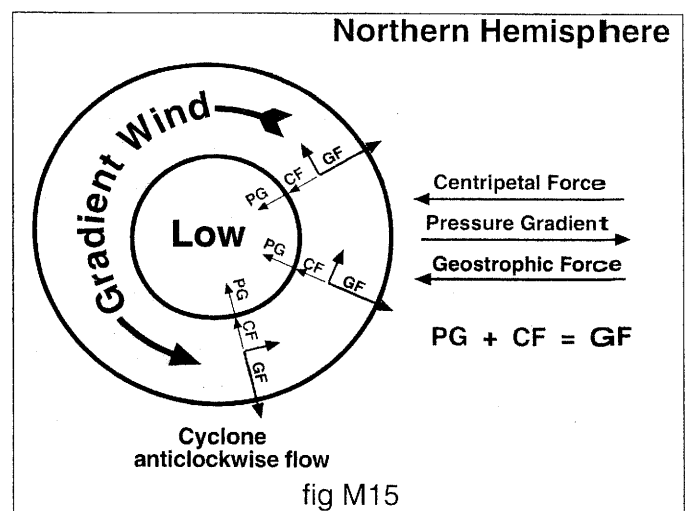 Northern Hemisphere
Gradient Wind
GF
CF
PG
Low
PG
CF
GF
PG
CF
GF
Centripetal Force
Pressure Gradient
Geostrophic Force
PG + CF = GF
Cyclone
anticlockwise flow
fig M15